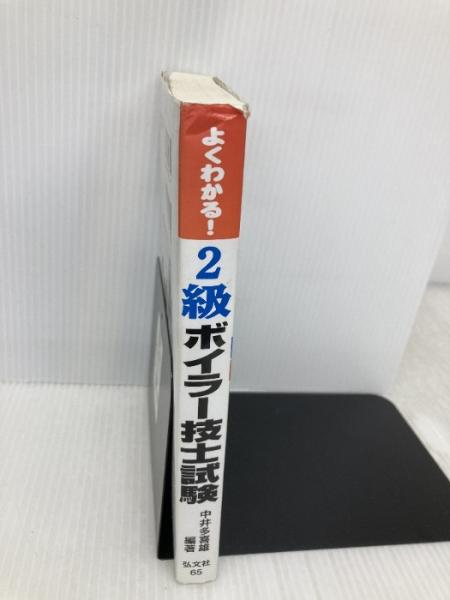 よくわかる!
2級
ボイラー技士試験
中井多喜雄
編著
弘文社
65